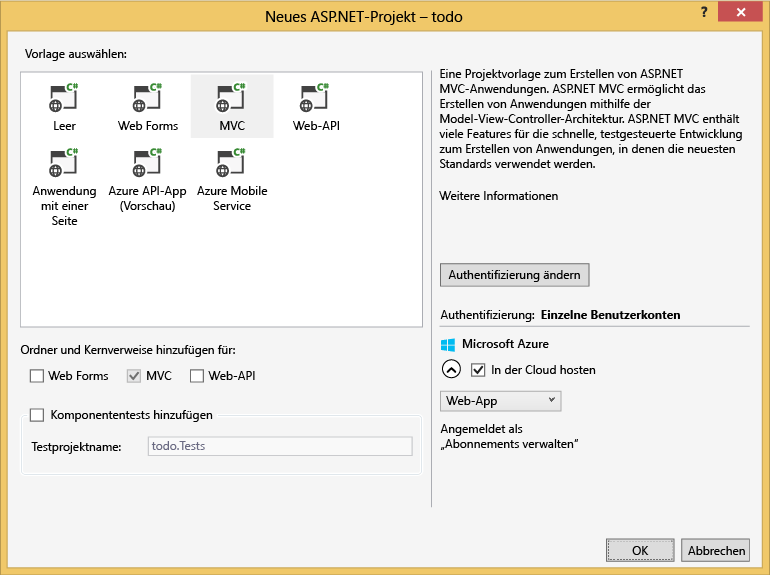 Neues ASP.NET-Projekt – todo
?
Vorlage auswählen:
C#
C#
C#
C#
Leer
Web Forms
MVC
Web-API
C#
C#
C#
Anwendung
mit einer
Seite
Azure API-App
(Vorschau)
Azure Mobile
Service
Eine Projektvorlage zum Erstellen von ASP.NET
MVC-Anwendungen. ASP.NET MVC ermöglicht das
Erstellen von Anwendungen mithilfe der
Model-View-Controller-Architektur. ASP.NET MVC enthält
viele Features für die schnelle, testgesteuerte Entwicklung
zum Erstellen von Anwendungen, in denen die neuesten
Standards verwendet werden.
Weitere Informationen
Authentifizierung ändern
Authentifizierung: Einzelne Benutzerkonten
Microsoft Azure
In der Cloud hosten
Web-App
Angemeldet als
„Abonnements verwalten“
Ordner und Kernverweise hinzufügen für:
Web Forms
MVC
Web-API
Komponententests hinzufügen
Testprojektname:
todo.Tests
OK
Abbrechen